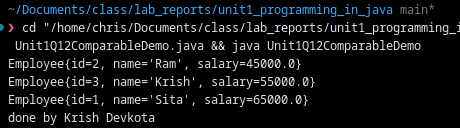 ~/Documents/class/lab_reports/unit1_programming_in_java main*
❯ cd "/home/chris/Documents/class/lab_reports/unit1_programming_i
Unit1Q12ComparableDemo.java && java Unit1Q12ComparableDemo
Employee{id=2, name='Ram', salary=45000.0}
Employee{id=3, name='Krish', salary=55000.0}
Employee{id=1, name='Sita', salary=65000.0}
done by Krish Devkota